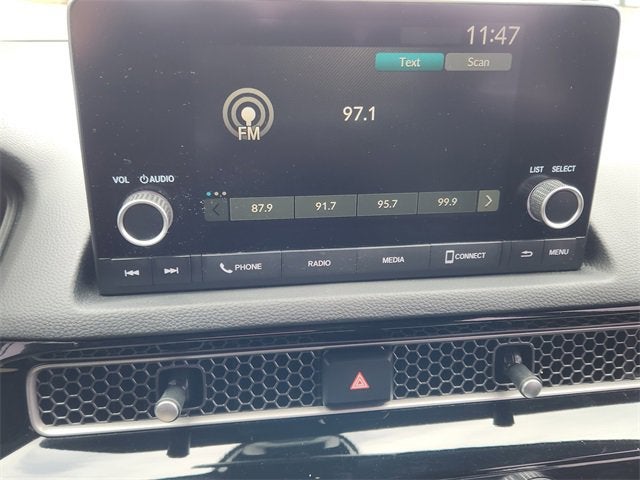 11:47
Text Scan
97.1
FM
VOL AUDIO
LIST SELECT
87.9 91.7 95.7 99.9
PHONE RADIO MEDIA CONNECT MENU